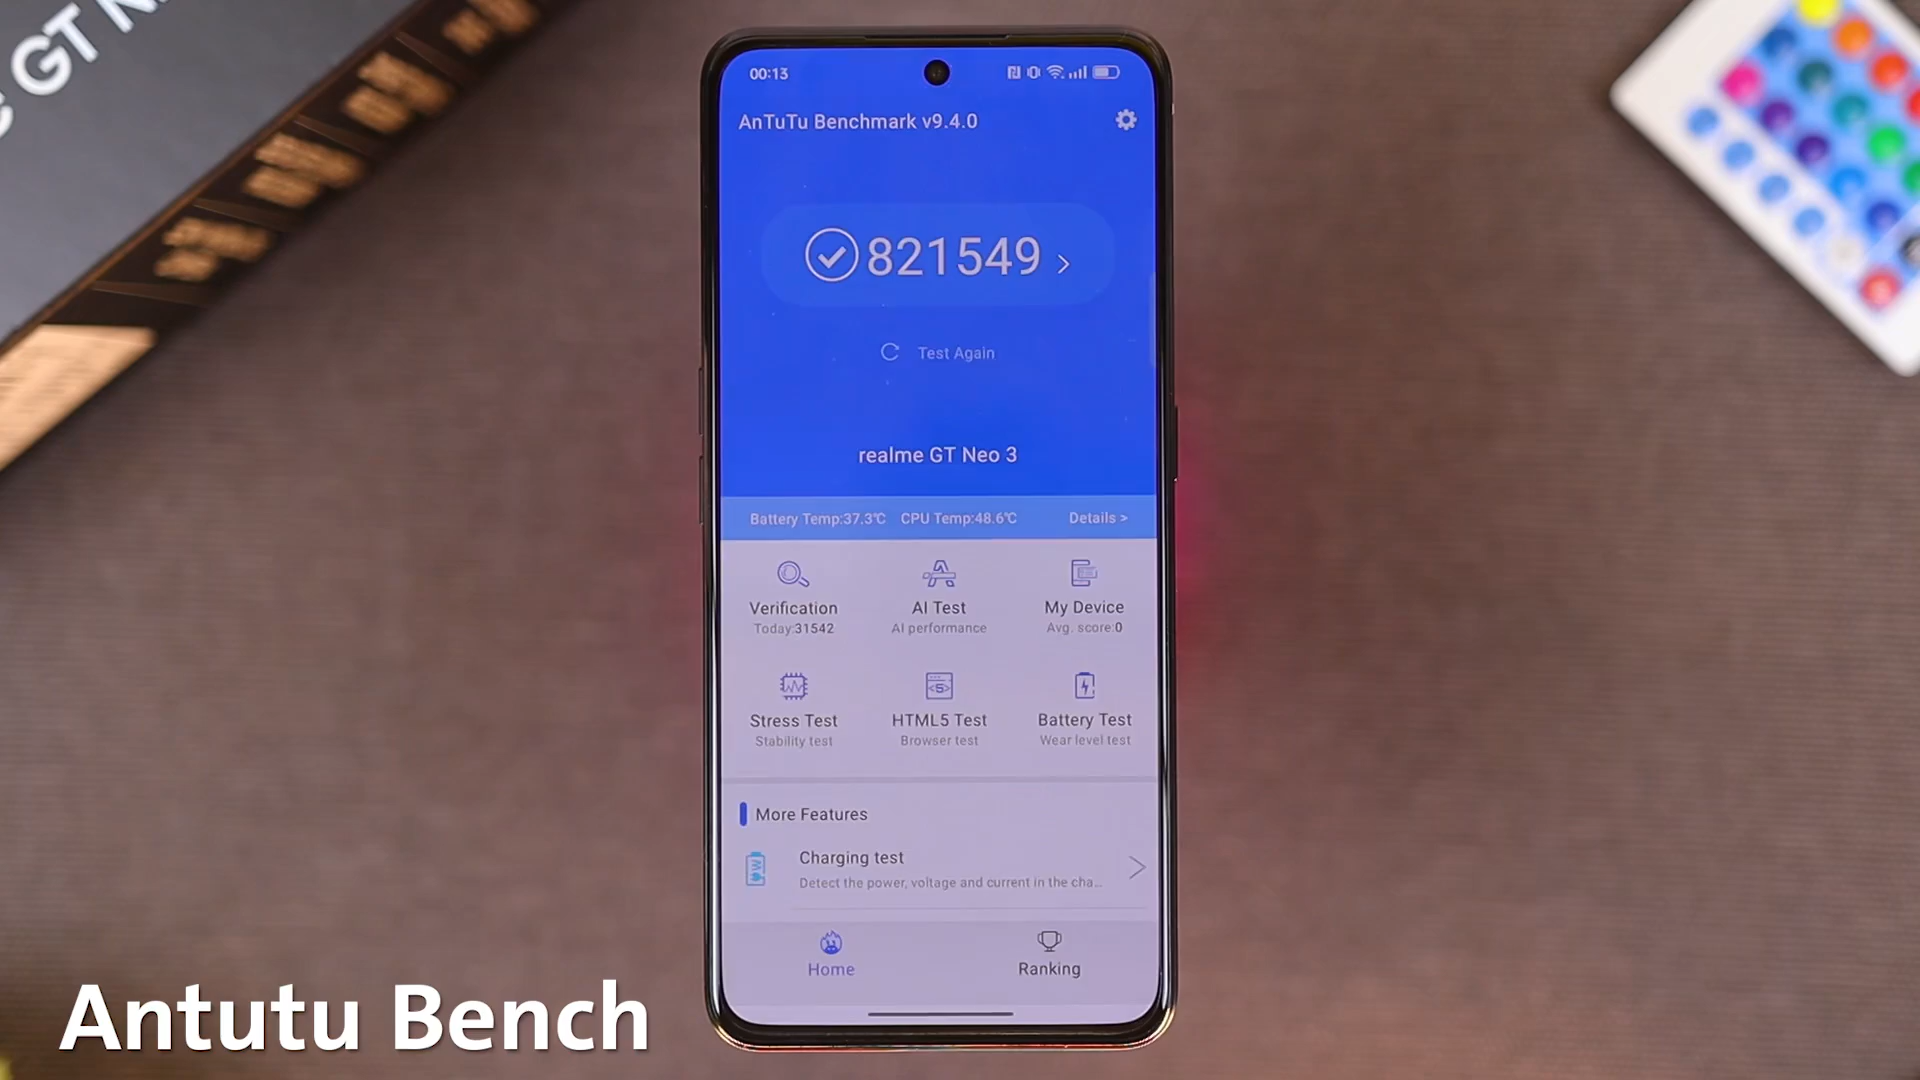 GT N
00:13
AnTuTu Benchmark v9.4.0
821549
Test Again
realme GT Neo 3
Battery Temp:37.3℃ CPU Temp:48.6℃ Details >
Verification AI Test My Device
Today:31542 AI performance Avg. score:0
Stress Test HTML5 Test Battery Test
Stability test Browser test Wear level test
More Features
Charging test
Detect the power, voltage and current in the cha...
Home Ranking
Antutu Bench